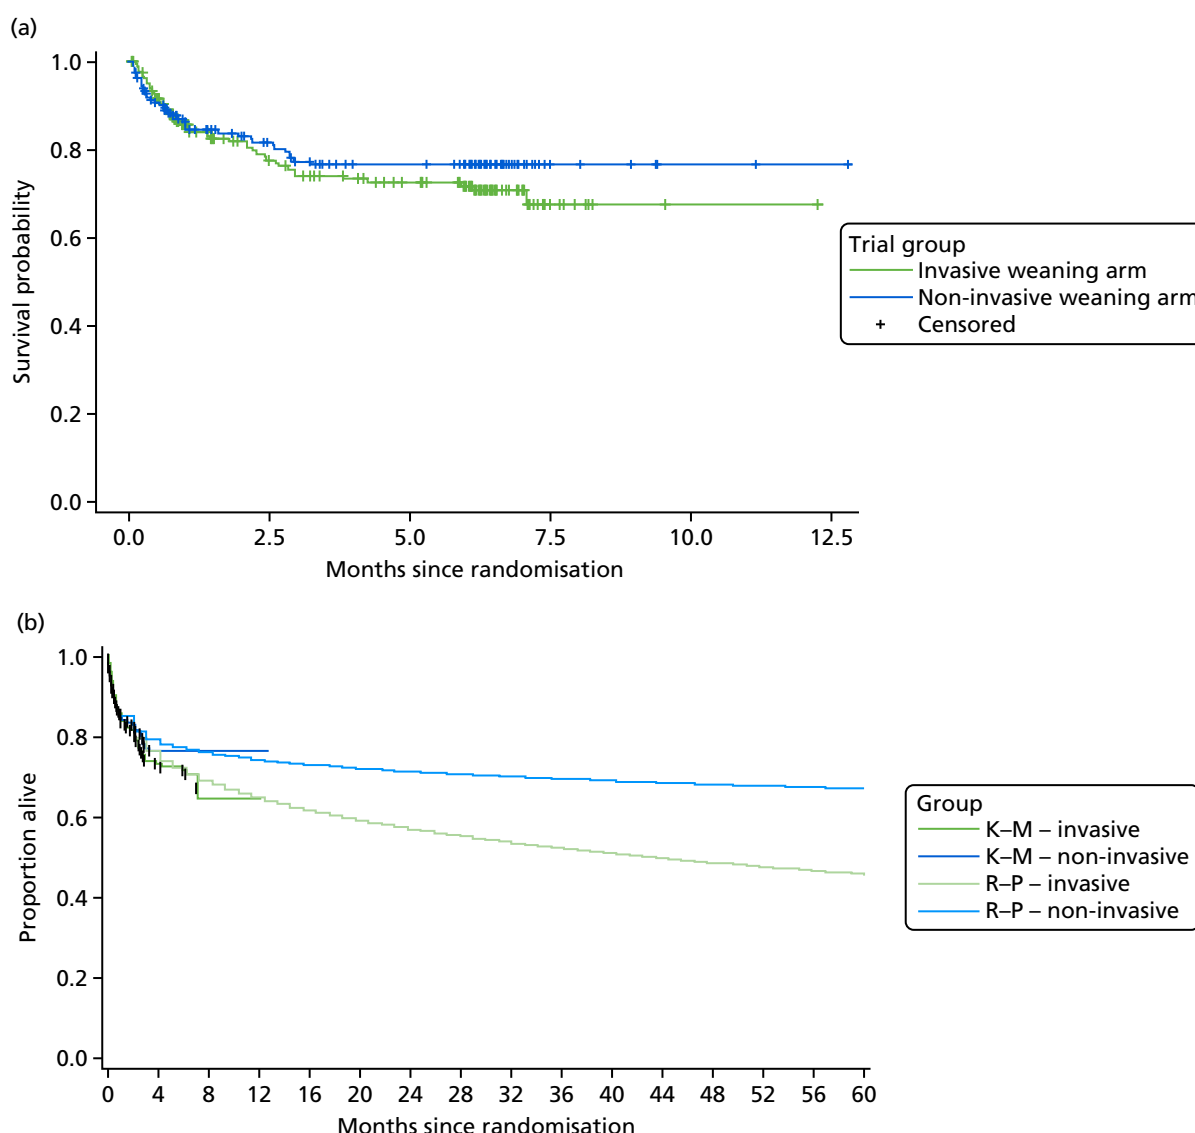 (a)
1.0
0.8
0.6
0.4
0.2
0.0
Survival probability
0.0 2.5 5.0 7.5 10.0 12.5
Months since randomisation
Trial group
Invasive weaning arm
Non-invasive weaning arm
Censored
(b)
1.0
0.8
0.6
0.4
0.2
0.0
Proportion alive
0 4 8 12 16 20 24 28 32 36 40 44 48 52 56 60
Months since randomisation
Group
K–M – invasive
K–M – non-invasive
R–P – invasive
R–P – non-invasive